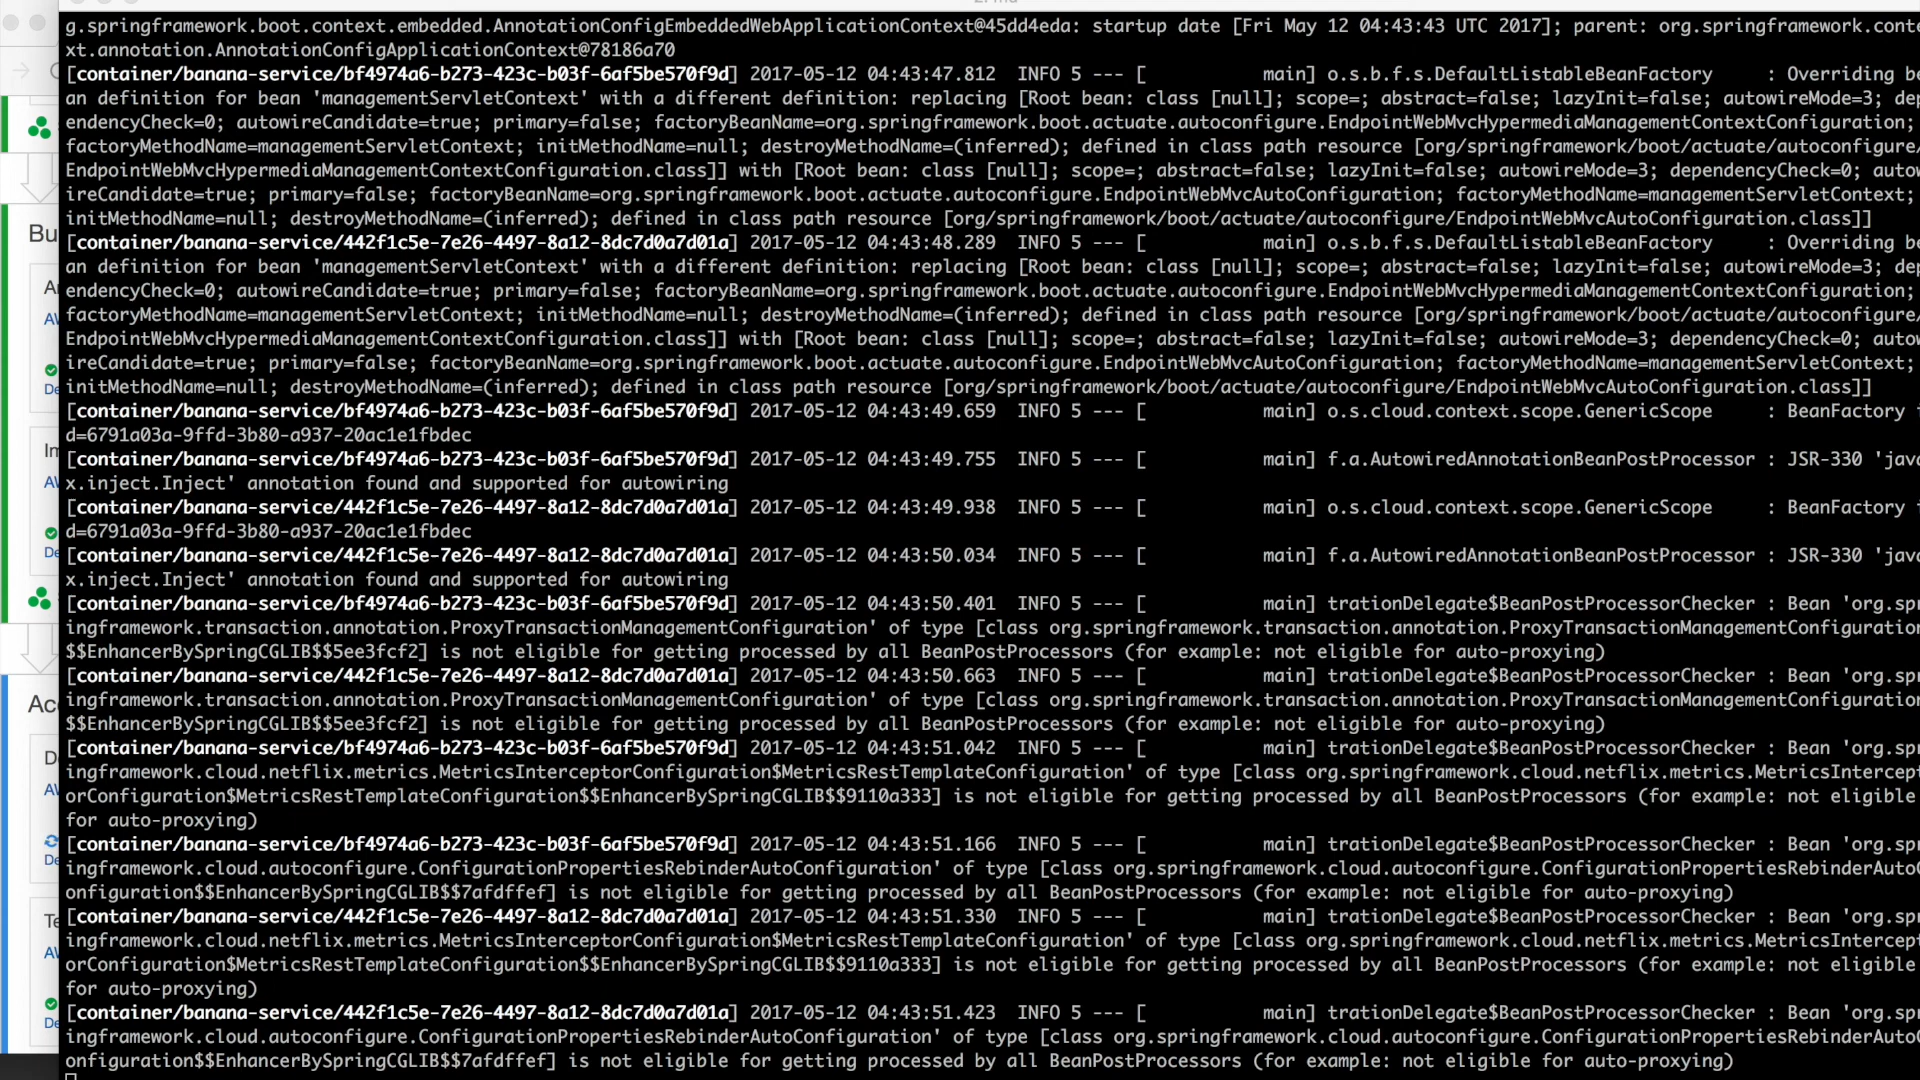 g.springframework.boot.context.embedded.AnnotationConfigEmbeddedWebApplicationContext@45dd4eda: startup date [Fri May 12 04:43:43 UTC 2017]; parent: org.springframework.conte
xt.annotation.AnnotationConfigApplicationContext@78186a70
[container/banana-service/bf4974a6-b273-423c-b03f-6af5be570f9d] 2017-05-12 04:43:47.812  INFO 5 --- [           main] o.s.b.f.s.DefaultListableBeanFactory     : Overriding be
an definition for bean 'managementServletContext' with a different definition: replacing [Root bean: class [null]; scope=; abstract=false; lazyInit=false; autowireMode=3; dep
endencyCheck=0; autowireCandidate=true; primary=false; factoryBeanName=org.springframework.boot.actuate.autoconfigure.EndpointWebMvcHypermediaManagementContextConfiguration;
factoryMethodName=managementServletContext; initMethodName=null; destroyMethodName=(inferred); defined in class path resource [org/springframework/boot/actuate/autoconfigure/
EndpointWebMvcHypermediaManagementContextConfiguration.class]] with [Root bean: class [null]; scope=; abstract=false; lazyInit=false; autowireMode=3; dependencyCheck=0; autow
ireCandidate=true; primary=false; factoryBeanName=org.springframework.boot.actuate.autoconfigure.EndpointWebMvcAutoConfiguration; factoryMethodName=managementServletContext;
initMethodName=null; destroyMethodName=(inferred); defined in class path resource [org/springframework/boot/actuate/autoconfigure/EndpointWebMvcAutoConfiguration.class]]
Bu
[container/banana-service/442f1c5e-7e26-4497-8a12-8dc7d0a7d01a] 2017-05-12 04:43:48.289  INFO 5 --- [           main] o.s.b.f.s.DefaultListableBeanFactory     : Overriding be
an definition for bean 'managementServletContext' with a different definition: replacing [Root bean: class [null]; scope=; abstract=false; lazyInit=false; autowireMode=3; dep
endencyCheck=0; autowireCandidate=true; primary=false; factoryBeanName=org.springframework.boot.actuate.autoconfigure.EndpointWebMvcHypermediaManagementContextConfiguration;
factoryMethodName=managementServletContext; initMethodName=null; destroyMethodName=(inferred); defined in class path resource [org/springframework/boot/actuate/autoconfigure/
EndpointWebMvcHypermediaManagementContextConfiguration.class]] with [Root bean: class [null]; scope=; abstract=false; lazyInit=false; autowireMode=3; dependencyCheck=0; autow
ireCandidate=true; primary=false; factoryBeanName=org.springframework.boot.actuate.autoconfigure.EndpointWebMvcAutoConfiguration; factoryMethodName=managementServletContext;
De
initMethodName=null; destroyMethodName=(inferred); defined in class path resource [org/springframework/boot/actuate/autoconfigure/EndpointWebMvcAutoConfiguration.class]]
[container/banana-service/bf4974a6-b273-423c-b03f-6af5be570f9d] 2017-05-12 04:43:49.659  INFO 5 --- [           main] o.s.cloud.context.scope.GenericScope     : BeanFactory i
d=6791a03a-9ffd-3b80-a937-20ac1e1fbdec
Im
[container/banana-service/bf4974a6-b273-423c-b03f-6af5be570f9d] 2017-05-12 04:43:49.755  INFO 5 --- [           main] f.a.AutowiredAnnotationBeanPostProcessor : JSR-330 'java
x.inject.Inject' annotation found and supported for autowiring
[container/banana-service/442f1c5e-7e26-4497-8a12-8dc7d0a7d01a] 2017-05-12 04:43:49.938  INFO 5 --- [           main] o.s.cloud.context.scope.GenericScope     : BeanFactory i
d=6791a03a-9ffd-3b80-a937-20ac1e1fbdec
De
[container/banana-service/442f1c5e-7e26-4497-8a12-8dc7d0a7d01a] 2017-05-12 04:43:50.034  INFO 5 --- [           main] f.a.AutowiredAnnotationBeanPostProcessor : JSR-330 'java
x.inject.Inject' annotation found and supported for autowiring
[container/banana-service/bf4974a6-b273-423c-b03f-6af5be570f9d] 2017-05-12 04:43:50.401  INFO 5 --- [           main] trationDelegate$BeanPostProcessorChecker : Bean 'org.spr
ingframework.transaction.annotation.ProxyTransactionManagementConfiguration' of type [class org.springframework.transaction.annotation.ProxyTransactionManagementConfiguration
$$EnhancerBySpringCGLIB$$5ee3fcf2] is not eligible for getting processed by all BeanPostProcessors (for example: not eligible for auto-proxying)
[container/banana-service/442f1c5e-7e26-4497-8a12-8dc7d0a7d01a] 2017-05-12 04:43:50.663  INFO 5 --- [           main] trationDelegate$BeanPostProcessorChecker : Bean 'org.spr
ingframework.transaction.annotation.ProxyTransactionManagementConfiguration' of type [class org.springframework.transaction.annotation.ProxyTransactionManagementConfiguration
Acc
$$EnhancerBySpringCGLIB$$5ee3fcf2] is not eligible for getting processed by all BeanPostProcessors (for example: not eligible for auto-proxying)
[container/banana-service/bf4974a6-b273-423c-b03f-6af5be570f9d] 2017-05-12 04:43:51.042  INFO 5 --- [           main] trationDelegate$BeanPostProcessorChecker : Bean 'org.spr
ingframework.cloud.netflix.metrics.MetricsInterceptorConfiguration$MetricsRestTemplateConfiguration' of type [class org.springframework.cloud.netflix.metrics.MetricsIntercept
orConfiguration$MetricsRestTemplateConfiguration$$EnhancerBySpringCGLIB$$9110a333] is not eligible for getting processed by all BeanPostProcessors (for example: not eligible
for auto-proxying)
[container/banana-service/bf4974a6-b273-423c-b03f-6af5be570f9d] 2017-05-12 04:43:51.166  INFO 5 --- [           main] trationDelegate$BeanPostProcessorChecker : Bean 'org.spr
De
ingframework.cloud.autoconfigure.ConfigurationPropertiesRebinderAutoConfiguration' of type [class org.springframework.cloud.autoconfigure.ConfigurationPropertiesRebinderAutoC
onfiguration$$EnhancerBySpringCGLIB$$7afdffef] is not eligible for getting processed by all BeanPostProcessors (for example: not eligible for auto-proxying)
Te
[container/banana-service/442f1c5e-7e26-4497-8a12-8dc7d0a7d01a] 2017-05-12 04:43:51.330  INFO 5 --- [           main] trationDelegate$BeanPostProcessorChecker : Bean 'org.spr
ingframework.cloud.netflix.metrics.MetricsInterceptorConfiguration$MetricsRestTemplateConfiguration' of type [class org.springframework.cloud.netflix.metrics.MetricsIntercept
orConfiguration$MetricsRestTemplateConfiguration$$EnhancerBySpringCGLIB$$9110a333] is not eligible for getting processed by all BeanPostProcessors (for example: not eligible
for auto-proxying)
[container/banana-service/442f1c5e-7e26-4497-8a12-8dc7d0a7d01a] 2017-05-12 04:43:51.423  INFO 5 --- [           main] trationDelegate$BeanPostProcessorChecker : Bean 'org.spr
De
ingframework.cloud.autoconfigure.ConfigurationPropertiesRebinderAutoConfiguration' of type [class org.springframework.cloud.autoconfigure.ConfigurationPropertiesRebinderAutoC
onfiguration$$EnhancerBySpringCGLIB$$7afdffef] is not eligible for getting processed by all BeanPostProcessors (for example: not eligible for auto-proxying)